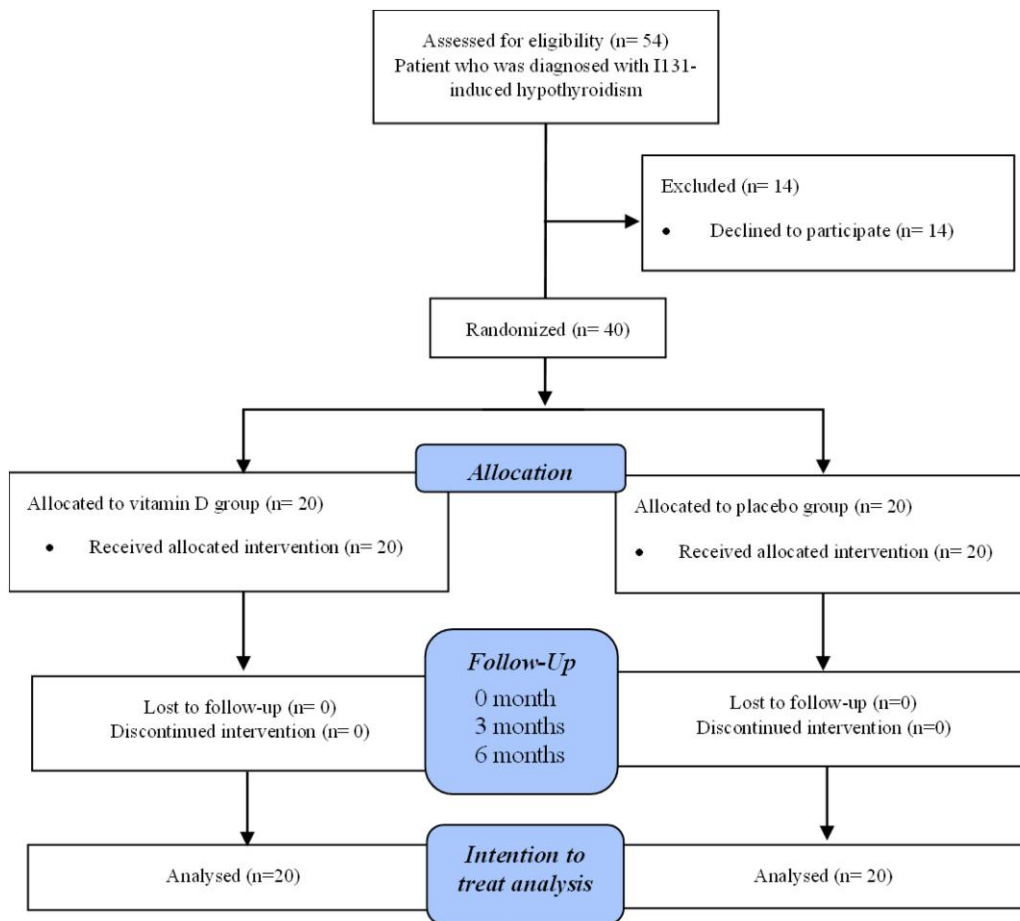 Assessed for eligibility (n= 54)
Patient who was diagnosed with I131-
induced hypothyroidism
Excluded (n= 14)
• Declined to participate (n= 14)
Randomized (n= 40)
Allocation
Allocated to vitamin D group (n= 20)
• Received allocated intervention (n= 20)
Allocated to placebo group (n= 20)
• Received allocated intervention (n= 20)
Follow-Up
0 month
3 months
6 months
Lost to follow-up (n= 0)
Discontinued intervention (n= 0)
Lost to follow-up (n=0)
Discontinued intervention (n=0)
Intention to
treat analysis
Analysed (n=20)
Analysed (n= 20)